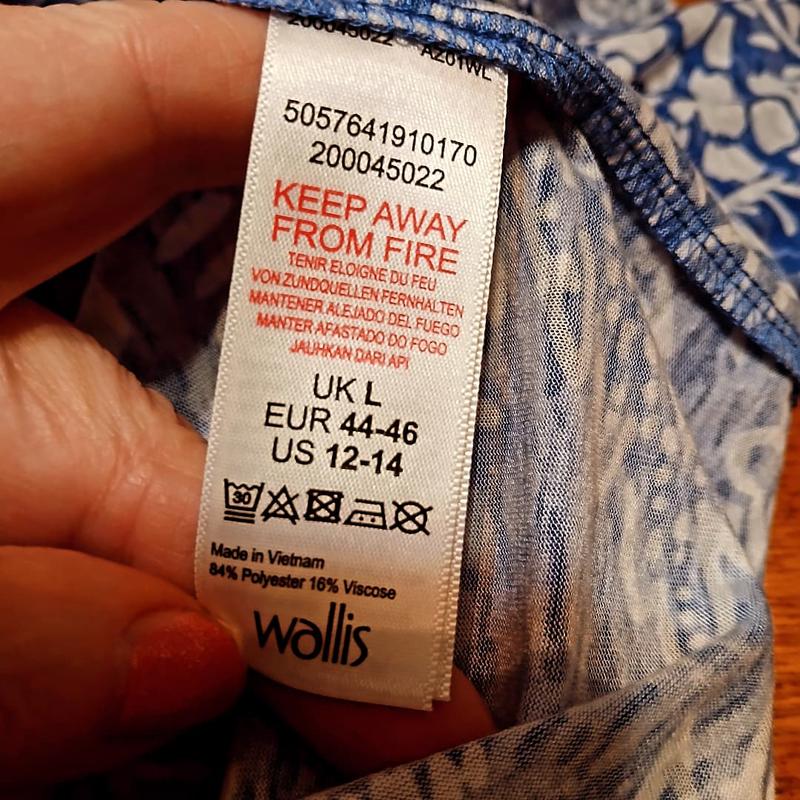 200045022 AZ01WL
5057641910170
200045022
KEEP AWAY
FROM FIRE
TENIR ELOIGNE DU FEU
VON ZUNDQUELLEN FERNHALTEN
MANTENER ALEJADO DEL FUEGO
MANTER AFASTADO DO FOGO
JAUHKAN DARI API
UK L
EUR 44-46
US 12-14
30
Made in Vietnam
84% Polyester 16% Viscose
wallis